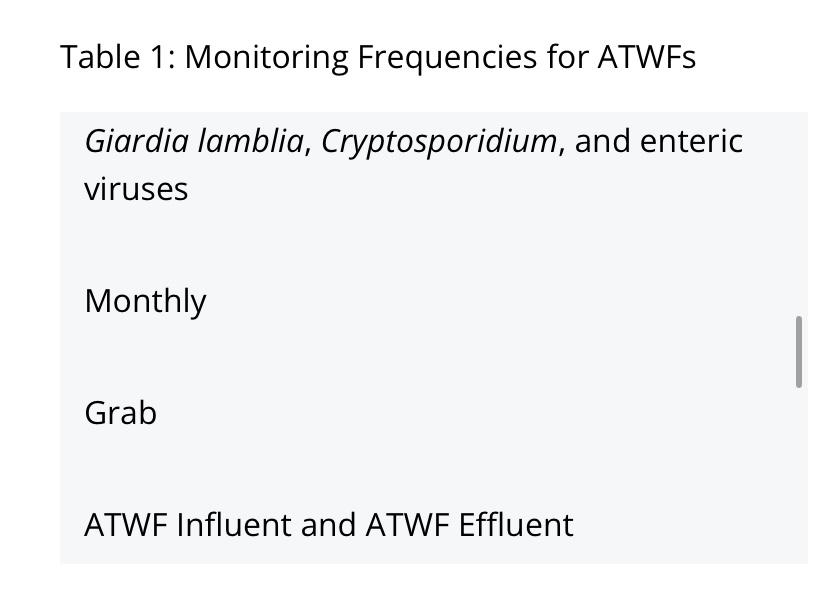 Table 1: Monitoring Frequencies for ATWFs
Giardia lamblia, Cryptosporidium, and enteric
viruses
Monthly
Grab
ATWF Influent and ATWF Effluent